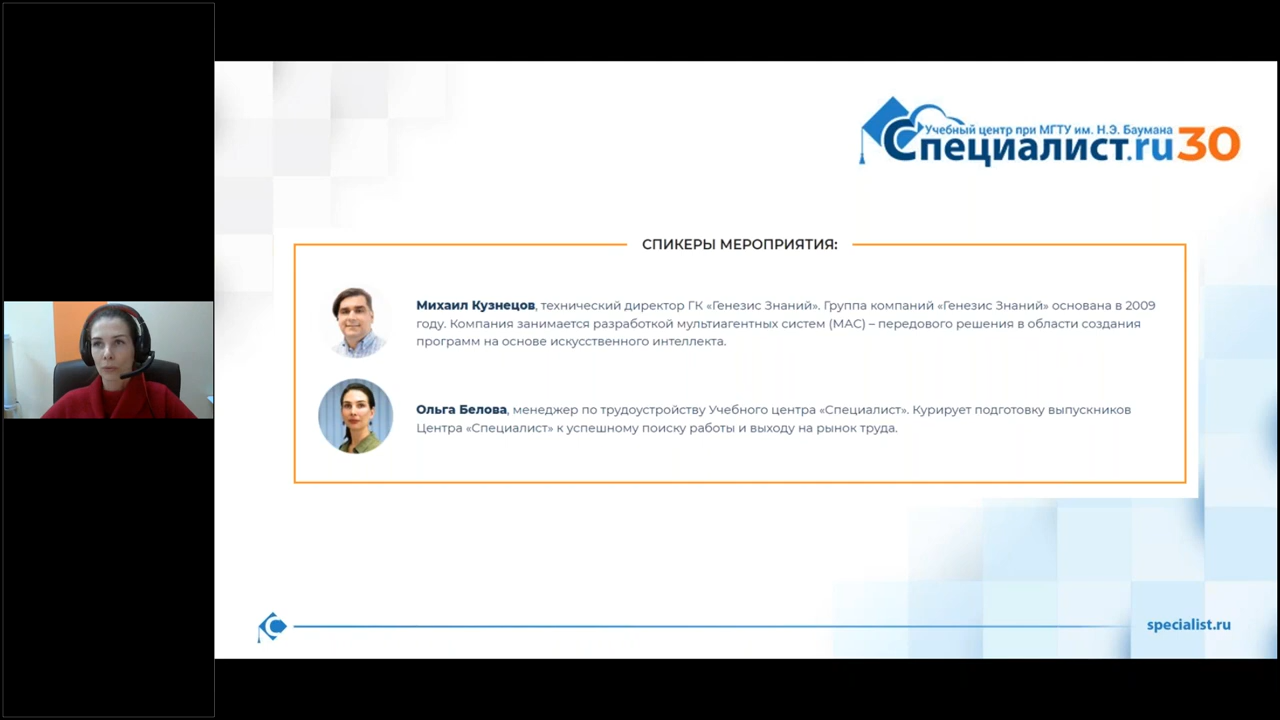 Учебный центр при МГТУ им. Н.Э. Баумана
Специалист.ru 30
СПИКЕРЫ МЕРОПРИЯТИЯ:
Михаил Кузнецов, технический директор ГК «Генезис Знаний». Группа компаний «Генезис Знаний» основана в 2009
году. Компания занимается разработкой мультиагентных систем (МАС) – передового решения в области создания
программ на основе искусственного интеллекта.
Ольга Белова, менеджер по трудоустройству Учебного центра «Специалист». Курирует подготовку выпускников
Центра «Специалист» к успешному поиску работы и выходу на рынок труда.
specialist.ru